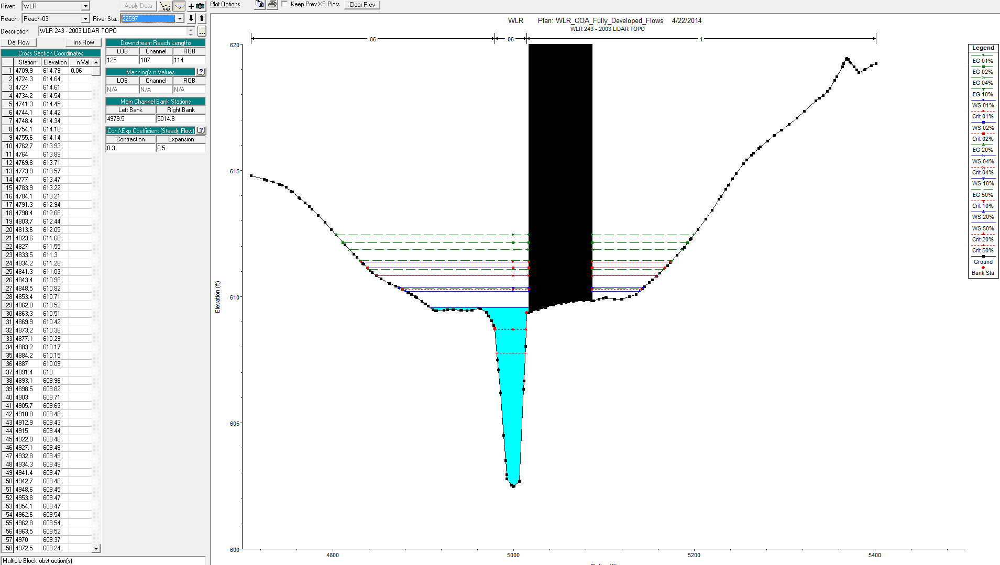 River: WLR Apply Data + Plot Options Keep Prev XS Plots Clear Prev
Reach: Reach-03 River Sta.: 22597
Description WLR 243 - 2003 LIDAR TOPO ...
Del Row Ins Row
Cross Section Coordinates
Station Elevation n Val
1 4709.9 614.79 0.06
2 4724.3 614.64
3 4727 614.61
4 4734.2 614.54
5 4741.3 614.45
6 4744.1 614.42
7 4748.4 614.34
8 4754.1 614.18
9 4755.6 614.14
10 4762.7 613.93
11 4764 613.89
12 4769.8 613.71
13 4773.9 613.57
14 4777 613.47
15 4783.9 613.22
16 4784.1 613.21
17 4791.3 612.94
18 4798.4 612.66
19 4803.7 612.44
20 4813.6 612.05
21 4823.6 611.68
22 4827 611.55
23 4833.5 611.3
24 4834.2 611.28
25 4841.3 611.03
26 4843.4 610.96
27 4848.5 610.82
28 4853.4 610.71
29 4862.8 610.52
30 4863.3 610.51
31 4869.9 610.42
32 4873.2 610.36
33 4877.1 610.29
34 4883.2 610.17
35 4884.2 610.15
36 4887 610.09
37 4891.4 610
38 4893.1 609.96
39 4898.5 609.82
40 4903 609.71
41 4905.7 609.63
42 4910.8 609.48
43 4912.9 609.43
44 4915 609.44
45 4922.9 609.46
46 4927.1 609.48
47 4932.8 609.49
48 4934.3 609.49
49 4941.4 609.47
50 4942.7 609.46
51 4948.6 609.45
52 4953.8 609.47
53 4954.1 609.47
54 4962.6 609.54
55 4962.8 609.54
56 4963.5 609.52
57 4970 609.37
58 4972.5 609.24
Multiple Block obstruction(s)
Downstream Reach Lengths
LOB Channel ROB
125 107 114
Manning's n Values ?
LOB Channel ROB
N/A N/A N/A
Main Channel Bank Stations
Left Bank Right Bank
4979.5 5014.8
Cont\Exp Coefficient (Steady Flow) ?
Contraction Expansion
0.3 0.5
WLR Plan: WLR_COA_Fully_Developed_Flows 4/22/2014
WLR 243 - 2003 LIDAR TOPO
.06 .06 .1
620
615
610
605
600
Elevation (ft)
4800 5000 5200 5400
Legend
EG 01%
EG 02%
EG 04%
EG 10%
WS 01%
Crit 01%
WS 02%
Crit 02%
EG 20%
WS 04%
Crit 04%
WS 10%
EG 50%
Crit 10%
WS 20%
WS 50%
Crit 20%
Crit 50%
Ground
Bank Sta